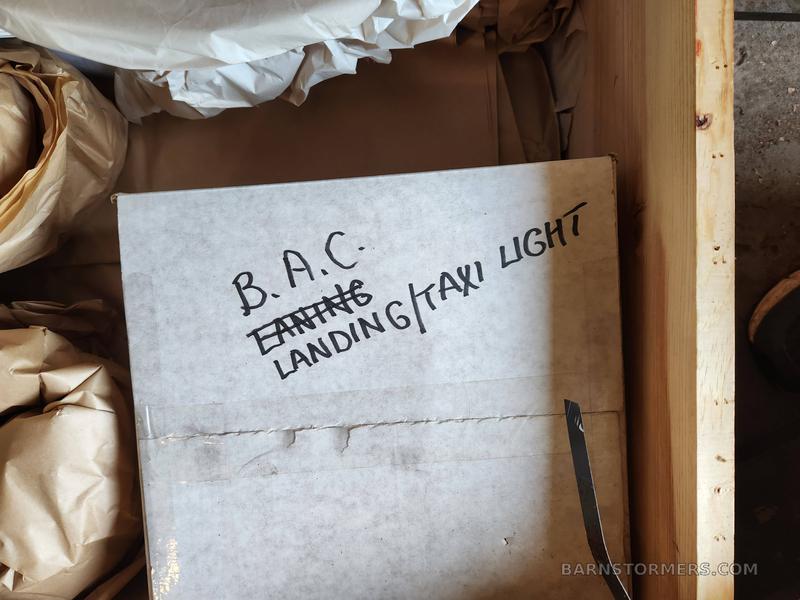 B.A.C.
LANING
LANDING/TAXI LIGHT
BARNSTORMERS.COM